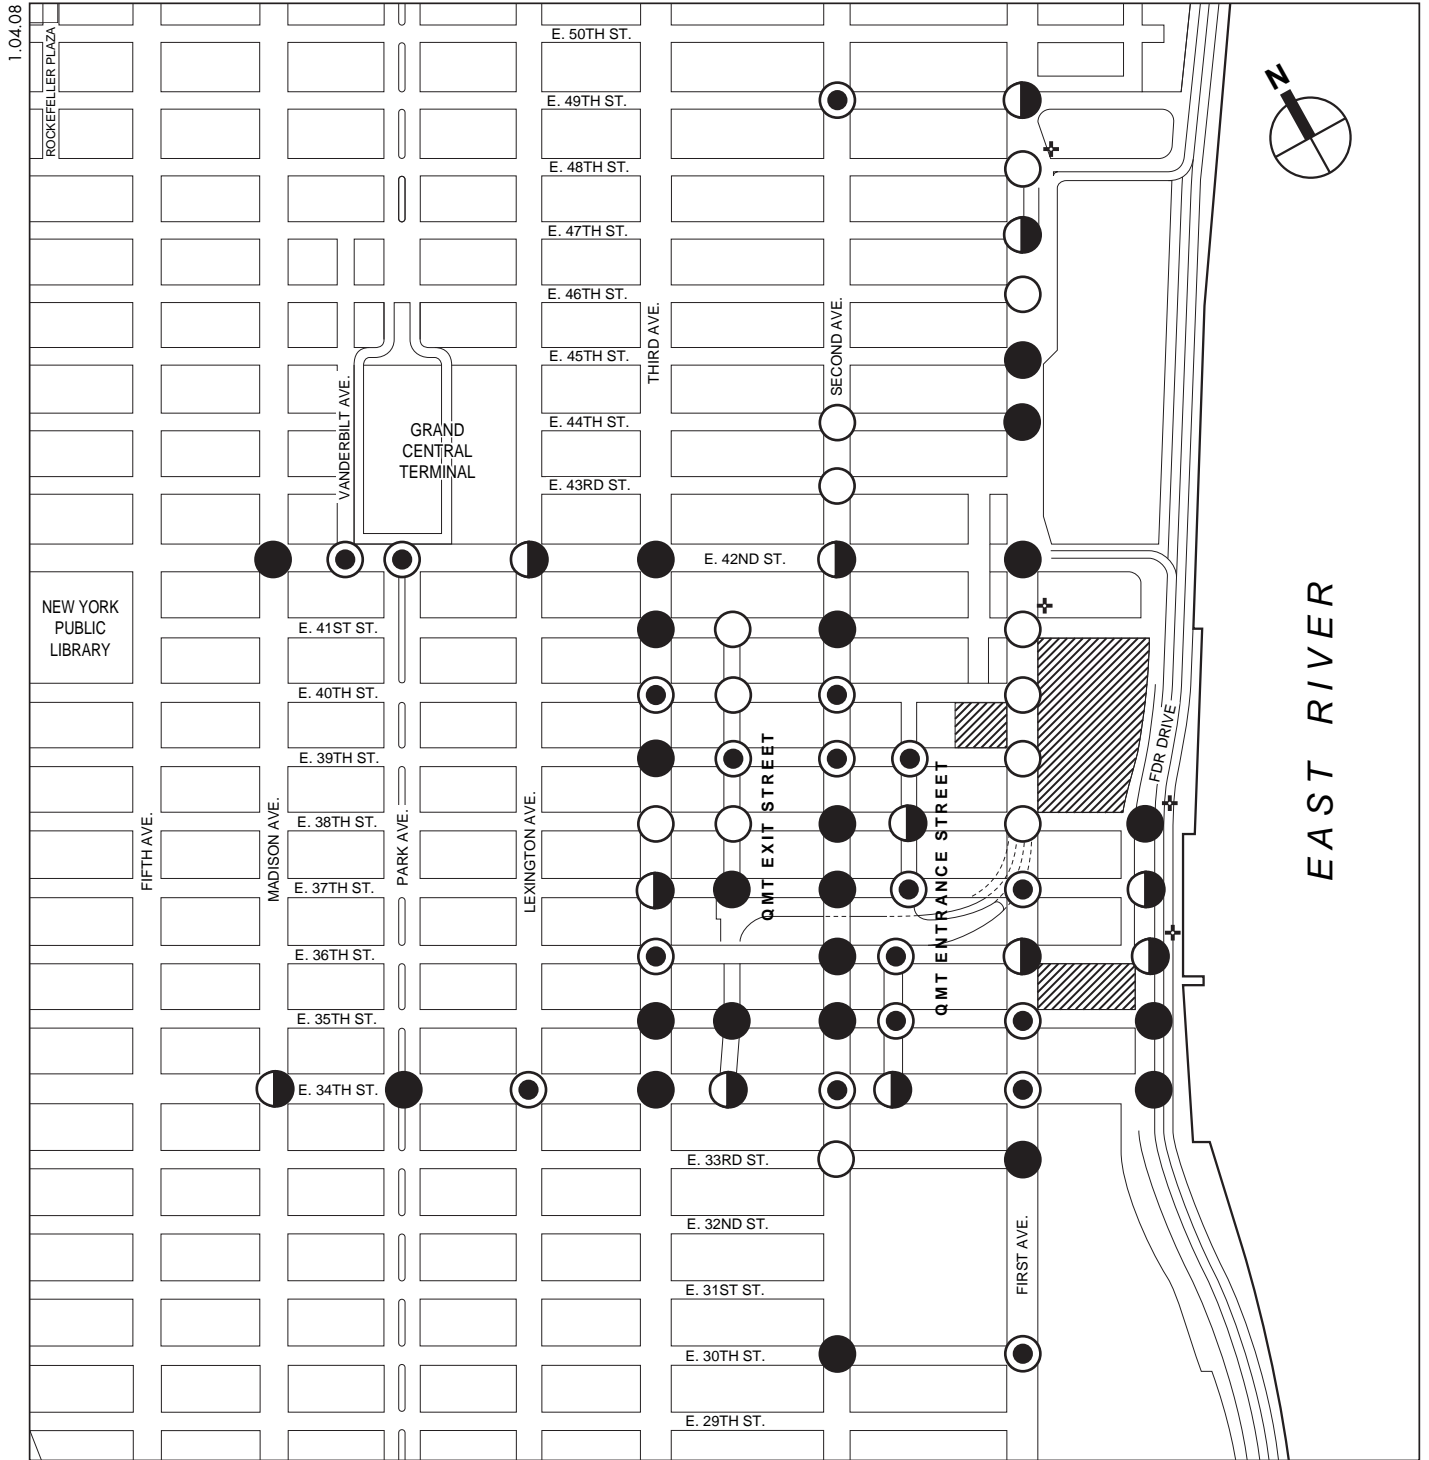 1.04.08
ROCKEFELLER PLAZA
E. 50TH ST.
E. 49TH ST.
N
E. 48TH ST.
E. 47TH ST.
E. 46TH ST.
THIRD AVE.
SECOND AVE.
E. 45TH ST.
VANDERBILT AVE.
GRAND
CENTRAL
TERMINAL
E. 44TH ST.
E. 43RD ST.
E. 42ND ST.
NEW YORK
PUBLIC
LIBRARY
E. 41ST ST.
E. 40TH ST.
E. 39TH ST.
E. 38TH ST.
E. 37TH ST.
E. 36TH ST.
E. 35TH ST.
E. 34TH ST.
FIFTH AVE.
MADISON AVE.
PARK AVE.
LEXINGTON AVE.
QMT EXIT STREET
QMT ENTRANCE STREET
FDR DRIVE
EAST RIVER
E. 33RD ST.
E. 32ND ST.
FIRST AVE.
E. 31ST ST.
E. 30TH ST.
E. 29TH ST.